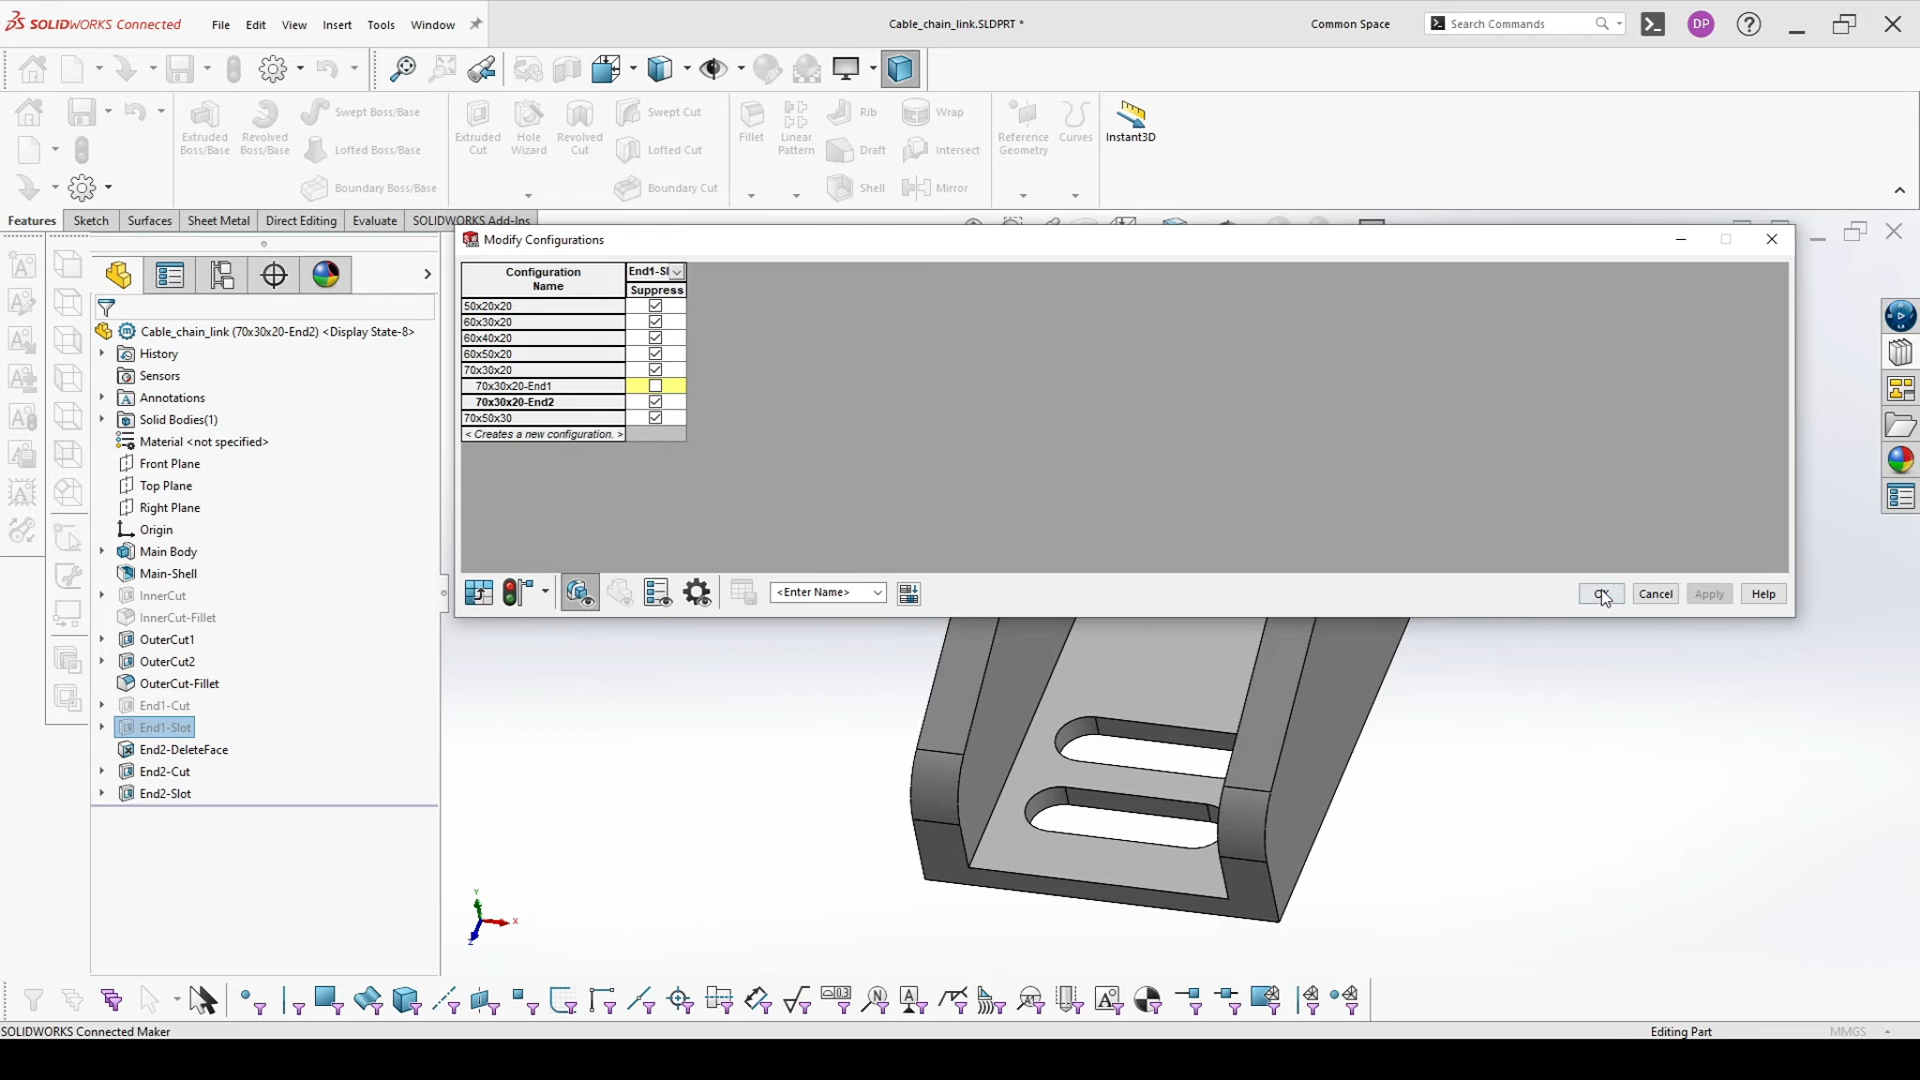 SOLIDWORKS Connected File Edit View Insert Tools Window Cable_chain_link.SLDPRT * Common Space Search Commands DP
Extruded Boss/Base
Revolved Boss/Base
Swept Boss/Base
Lofted Boss/Base
Boundary Boss/Base
Extruded Cut
Hole Wizard
Revolved Cut
Swept Cut
Lofted Cut
Boundary Cut
Fillet
Linear Pattern
Rib
Draft
Shell
Wrap
Intersect
Mirror
Reference Geometry
Curves
Instant3D
Features Sketch Surfaces Sheet Metal Direct Editing Evaluate SOLIDWORKS Add-Ins
Cable_chain_link (70x30x20-End2) <Display State-8>
History
Sensors
Annotations
Solid Bodies(1)
Material <not specified>
Front Plane
Top Plane
Right Plane
Origin
Main Body
Main-Shell
InnerCut
InnerCut-Fillet
OuterCut1
OuterCut2
OuterCut-Fillet
End1-Cut
End1-Slot
End2-DeleteFace
End2-Cut
End2-Slot
Modify Configurations
Configuration Name
End1-Sl
Suppress
50x20x20
60x30x20
60x40x20
60x50x20
70x30x20
70x30x20-End1
70x30x20-End2
70x50x30
< Creates a new configuration. >
<Enter Name>
Cancel Apply Help
Y
X
Z
SOLIDWORKS Connected Maker Editing Part MMGS